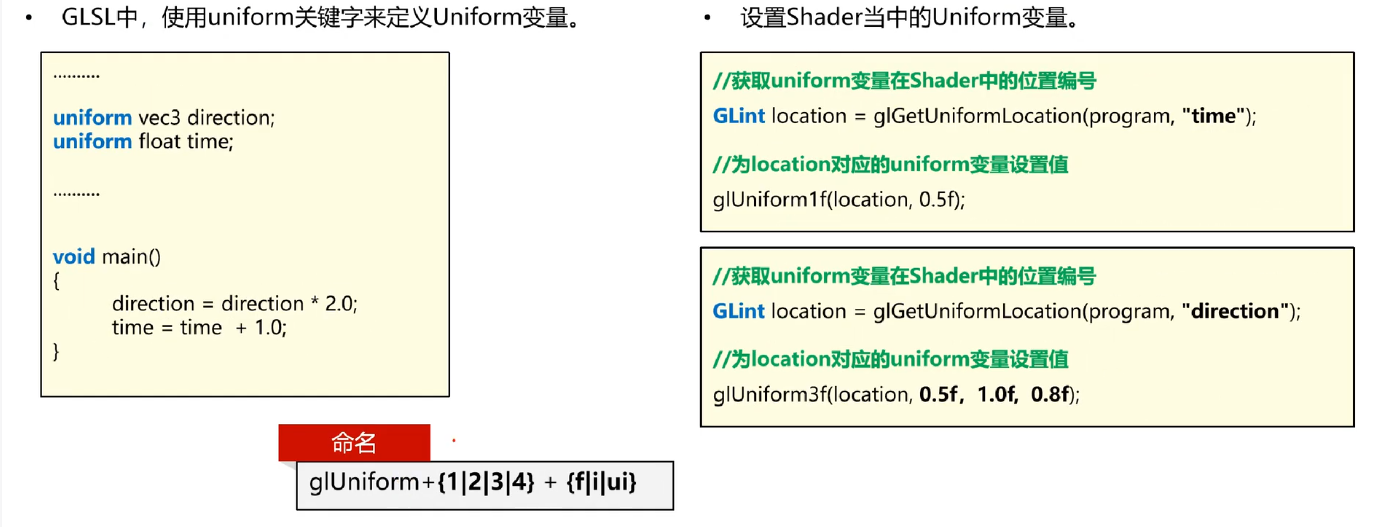 • GLSL中，使用uniform关键字来定义Uniform变量。
..........
uniform vec3 direction;
uniform float time;
..........
void main()
{
direction = direction * 2.0;
time = time + 1.0;
}
• 设置Shader当中的Uniform变量。
//获取uniform变量在Shader中的位置编号
GLint location = glGetUniformLocation(program, "time");
//为location对应的uniform变量设置值
glUniform1f(location, 0.5f);
//获取uniform变量在Shader中的位置编号
GLint location = glGetUniformLocation(program, "direction");
//为location对应的uniform变量设置值
glUniform3f(location, 0.5f，1.0f, 0.8f);
命名
glUniform+{1|2|3|4} + {f|i|ui}